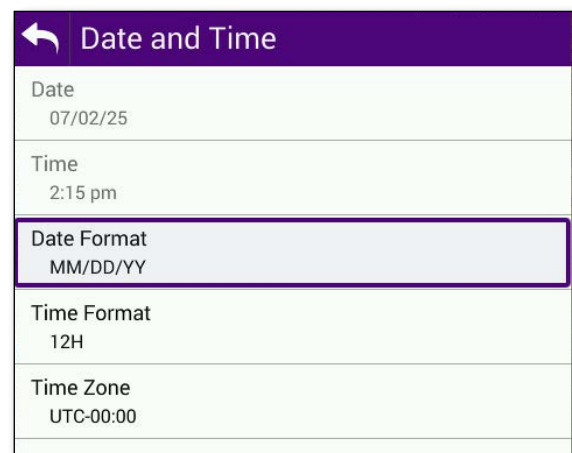 Date and Time
Date
07/02/25
Time
2:15 pm
Date Format
MM/DD/YY
Time Format
12H
Time Zone
UTC-00:00